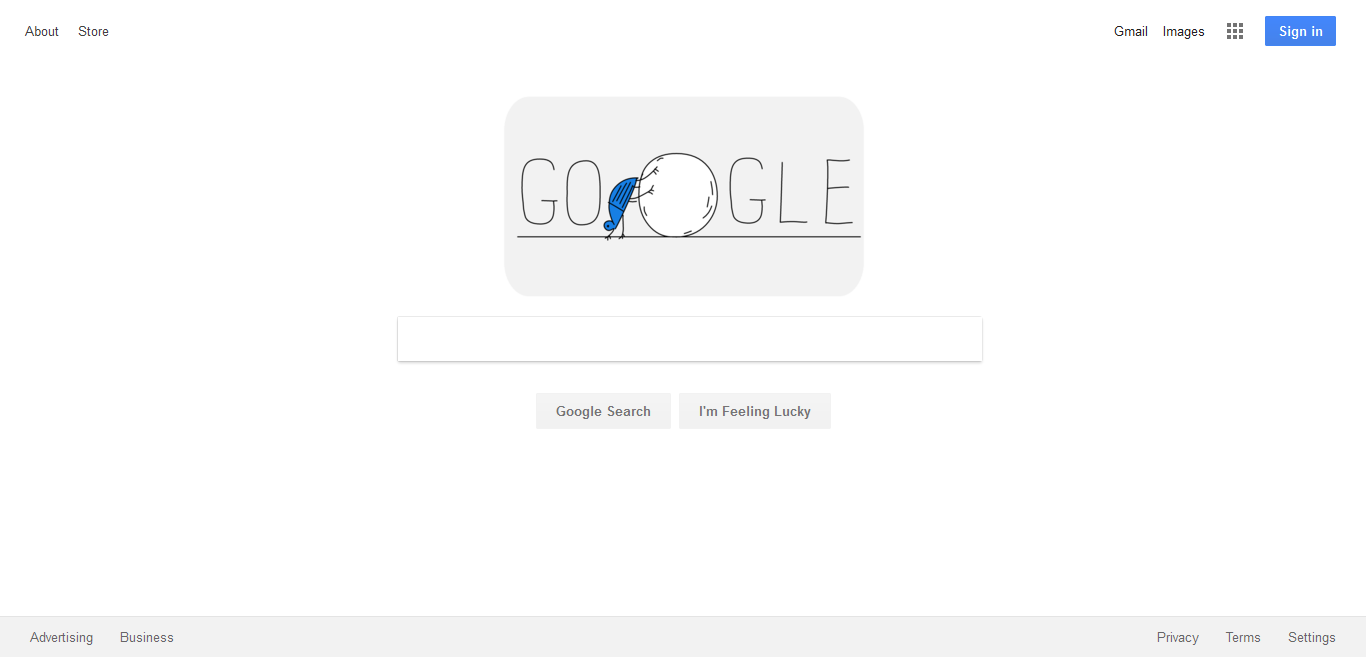 About Store
Gmail Images Sign in
GOOGLE
Google Search I'm Feeling Lucky
Advertising Business
Privacy Terms Settings